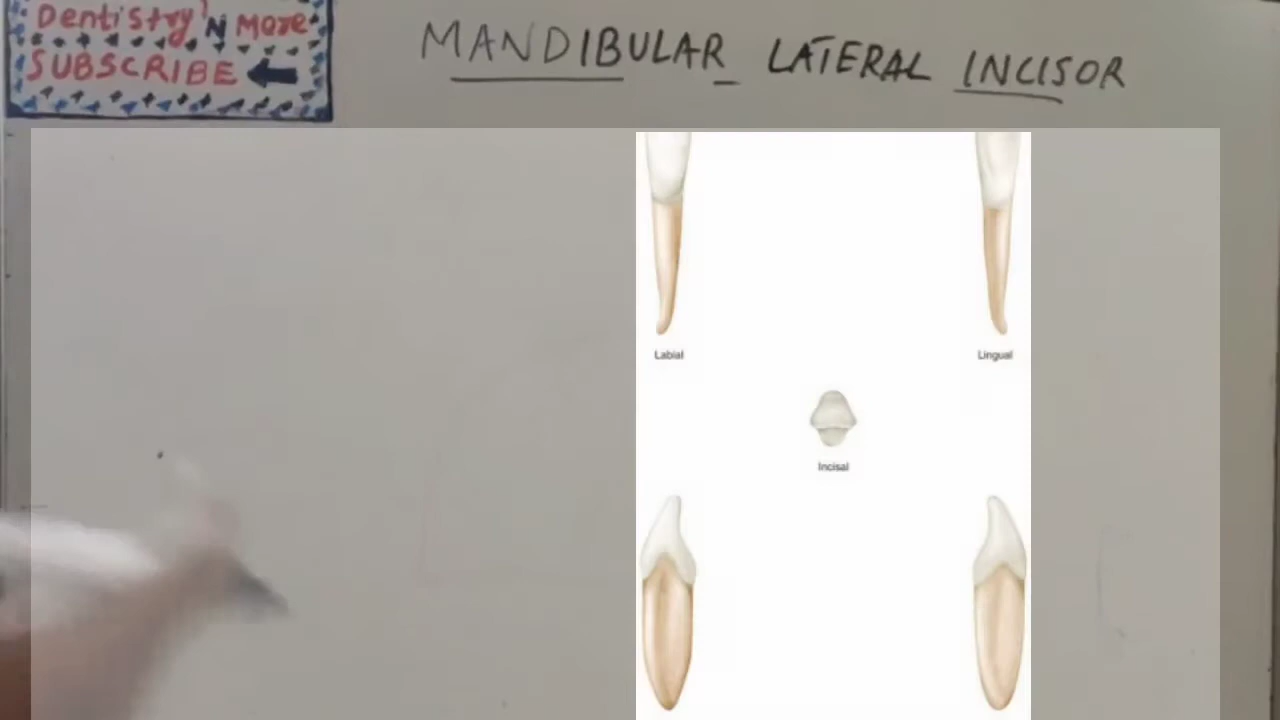 Dentistry 'N More
SUBSCRIBE
MANDIBULAR LATERAL INCISOR
Labial
Lingual
Incisal